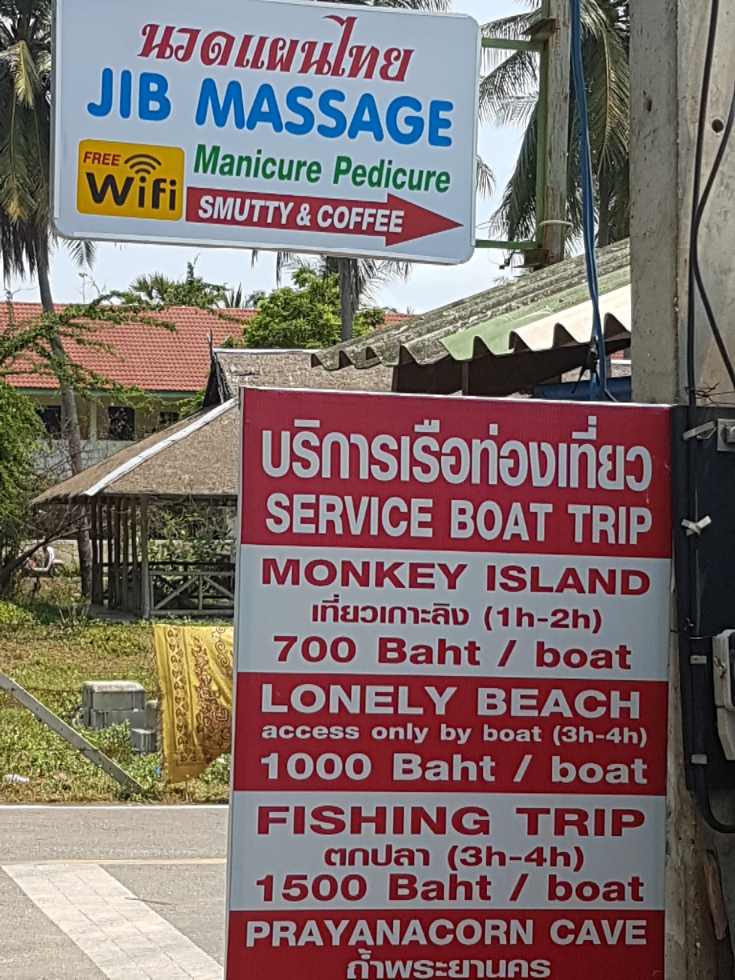 นวดแผนไทย
JIB MASSAGE
FREE
WiFi
Manicure Pedicure
SMUTTY & COFFEE
บริการเรือท่องเที่ยว
SERVICE BOAT TRIP
MONKEY ISLAND
เที่ยวเกาะลิง (1h-2h)
700 Baht / boat
LONELY BEACH
access only by boat (3h-4h)
1000 Baht / boat
FISHING TRIP
ตกปลา (3h-4h)
1500 Baht / boat
PRAYANACORN CAVE
ถ้ำพระยานคร